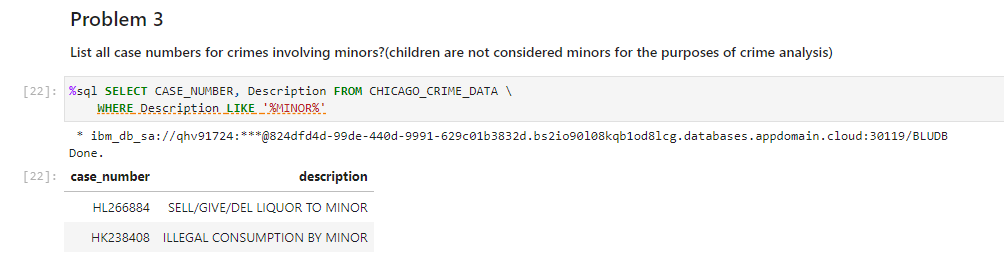 Problem 3
List all case numbers for crimes involving minors?(children are not considered minors for the purposes of crime analysis)
[22]: %sql SELECT CASE_NUMBER, Description FROM CHICAGO_CRIME_DATA \
WHERE Description LIKE '%MINOR%'
* ibm_db_sa://qhv91724:***@824dfd4d-99de-440d-9991-629c01b3832d.bs2io90l08kqb1od8lcg.databases.appdomain.cloud:30119/BLUDB
Done.
[22]: case_number description
HL266884 SELL/GIVE/DEL LIQUOR TO MINOR
HK238408 ILLEGAL CONSUMPTION BY MINOR